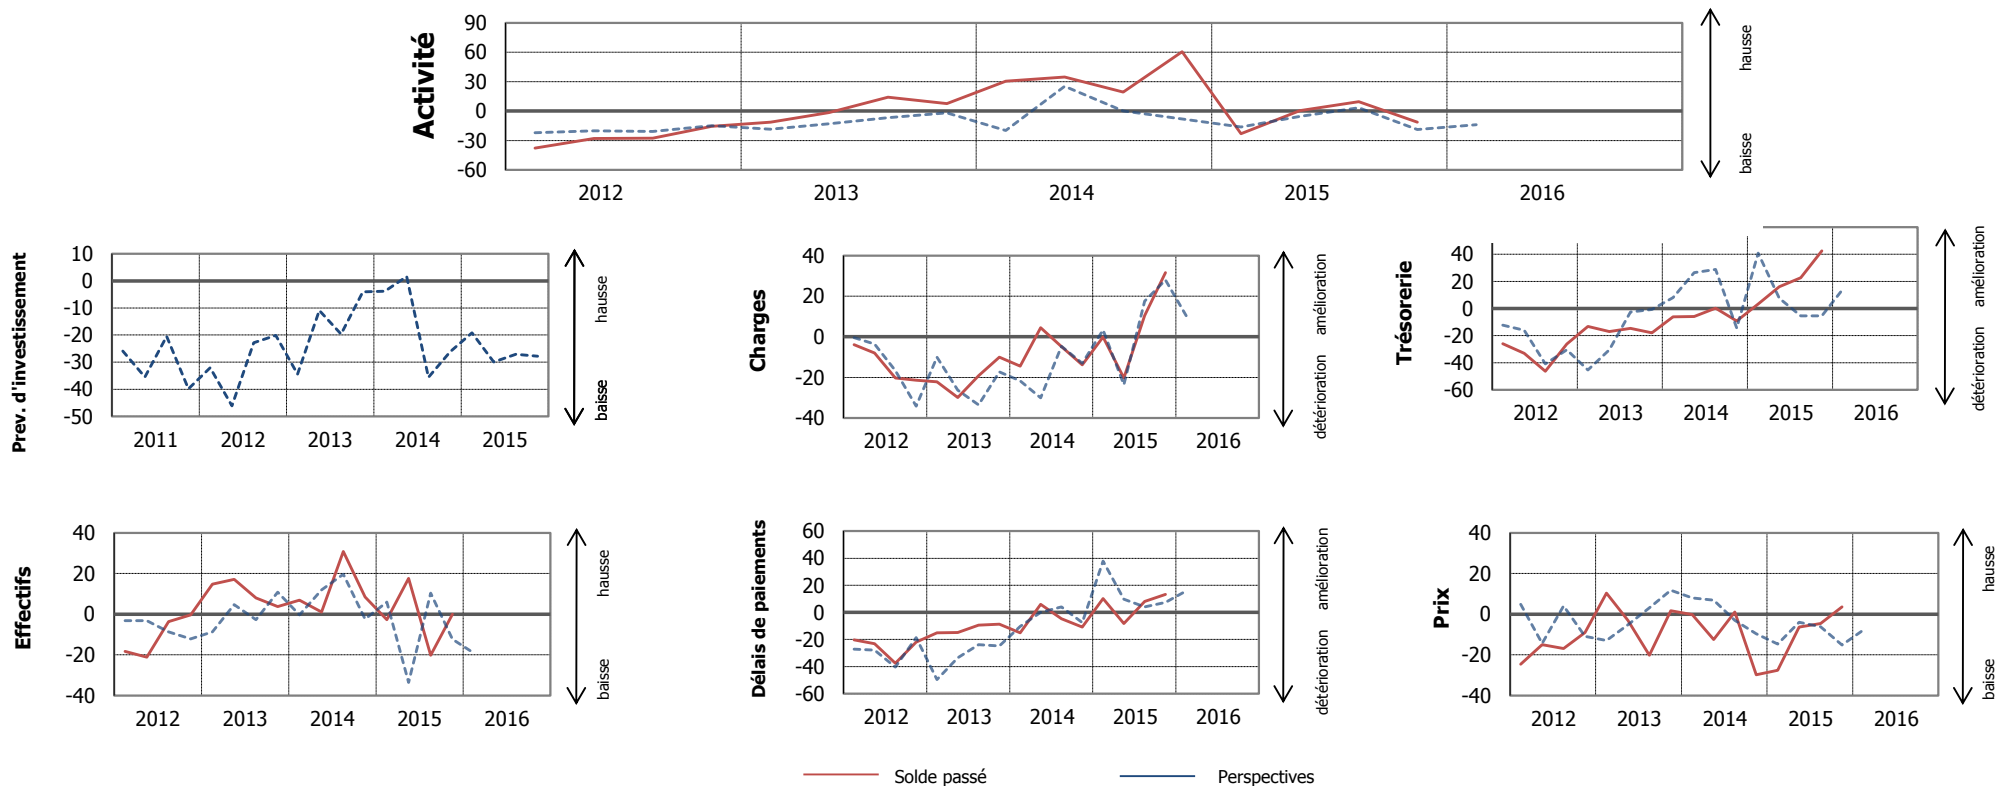 Activité
90
60
30
0
-30
-60
2012 2013 2014 2015 2016
hausse
baisse
Prev. d'investissement
10
0
-10
-20
-30
-40
-50
2011 2012 2013 2014 2015
hausse
baisse
Charges
40
20
0
-20
-40
2012 2013 2014 2015 2016
amélioration
détérioration
Trésorerie
40
20
0
-20
-40
-60
2012 2013 2014 2015 2016
amélioration
détérioration
Effectifs
40
20
0
-20
-40
2012 2013 2014 2015 2016
hausse
baisse
Délais de paiements
60
40
20
0
-20
-40
-60
2012 2013 2014 2015 2016
amélioration
détérioration
Prix
40
20
0
-20
-40
2012 2013 2014 2015 2016
hausse
baisse
Solde passé Perspectives